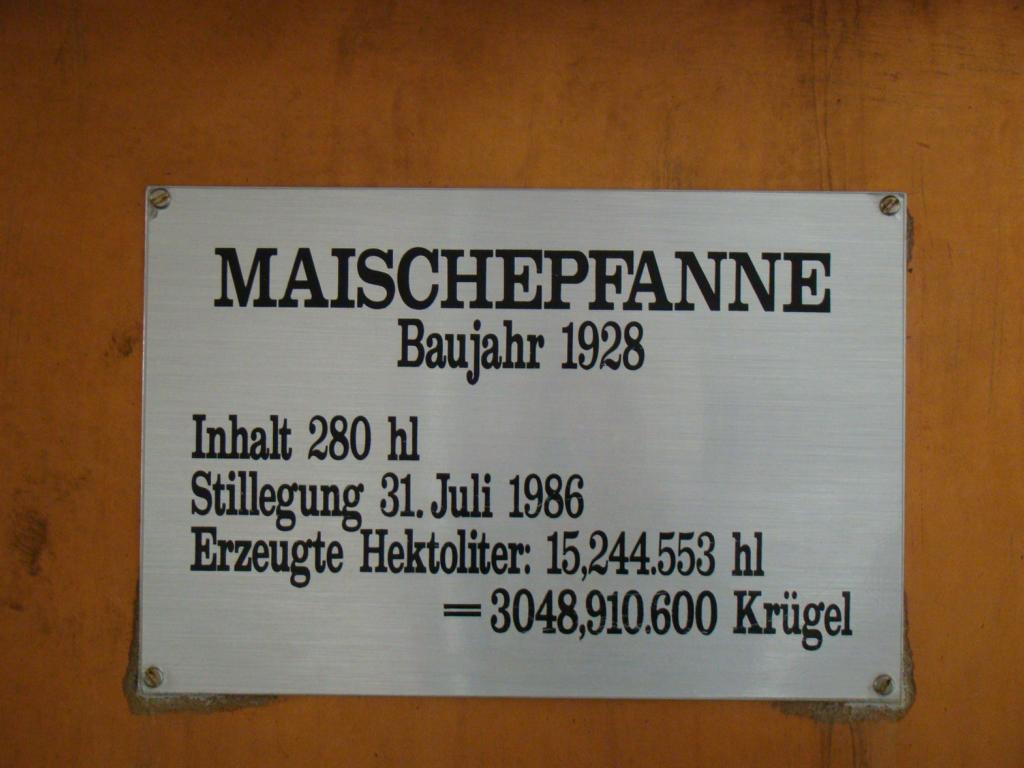 MAISCHEPFANNE
Baujahr 1928
Inhalt 280 hl
Stillegung 31. Juli 1986
Erzeugte Hektoliter: 15,244.553 hl
= 3048,910.600 Krügel